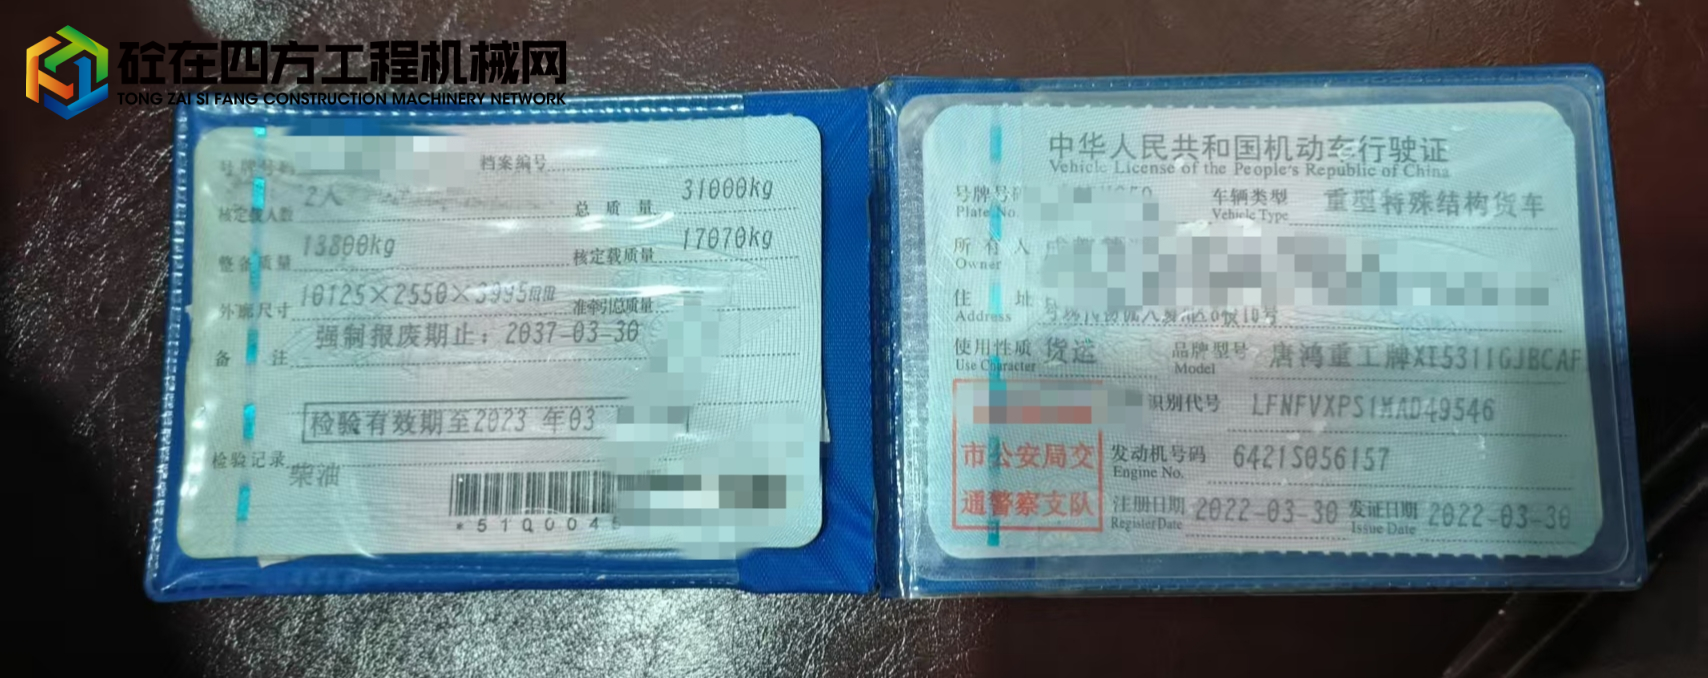 砼在四方工程机械网
TONG ZAI SI FANG CONSTRUCTION MACHINERY NETWORK
号牌号码
档案编号
核定载人数 2人
总质量 31000kg
整备质量 13800kg
核定载质量 17070kg
外廓尺寸 10125×2550×3995mm
准牵引总质量
备注 强制报废期止：2037-03-30
检验有效期至2023 年03
检验记录
柴油
*510004
中华人民共和国机动车行驶证
Vehicle License of the People's Republic of China
号牌号码
Plate No.
车辆类型 重型特殊结构货车
Vehicle Type
所有人
Owner
住址
Address
10号
使用性质 货运
Use Character
品牌型号 唐鸿重工牌XT5311GJBCAF
Model
识别代号 LFNFVXPS1MAD49546
市公安局交
通警察支队
发动机号码 6421S056157
Engine No.
注册日期 2022-03-30
Register Date
发证日期 2022-03-30
Issue Date